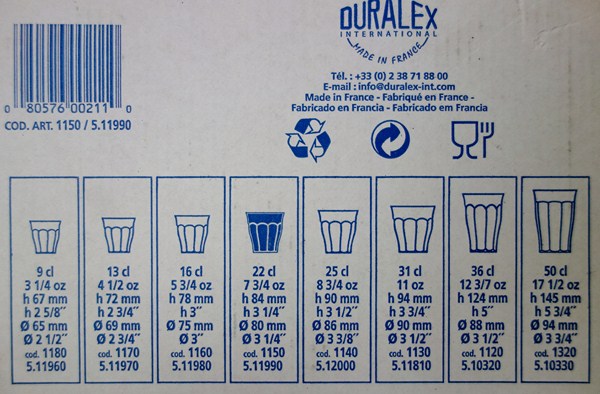 DURALEX
INTERNATIONAL
MADE IN FRANCE
Tél. : +33 (0) 2 38 71 88 00
E-mail : info@duralex-int.com
Made in France - Fabriqué en France -
Fabricado en Francia - Fabricado em Francia
0 80576 00211 0
COD. ART. 1150 / 5.11990
9 cl
3 1/4 oz
h 67 mm
h 2 5/8"
Ø 65 mm
Ø 2 1/2"
cod. 1180
5.11960
13 cl
4 1/2 oz
h 72 mm
h 2 3/4"
Ø 69 mm
Ø 2 3/4"
cod. 1170
5.11970
16 cl
5 3/4 oz
h 78 mm
h 3"
Ø 75 mm
Ø 3"
cod. 1160
5.11980
22 cl
7 3/4 oz
h 84 mm
h 3 1/4"
Ø 80 mm
Ø 3 1/4"
cod. 1150
5.11990
25 cl
8 3/4 oz
h 90 mm
h 3 1/2"
Ø 86 mm
Ø 3 3/8"
cod. 1140
5.12000
31 cl
11 oz
h 94 mm
h 3 3/4"
Ø 90 mm
Ø 3 1/2"
cod. 1130
5.11810
36 cl
12 3/7 oz
h 124 mm
h 5"
Ø 88 mm
Ø 3 1/2"
cod. 1120
5.10320
50 cl
17 1/2 oz
h 145 mm
h 5 3/4"
Ø 94 mm
Ø 3 3/4"
cod. 1320
5.10330